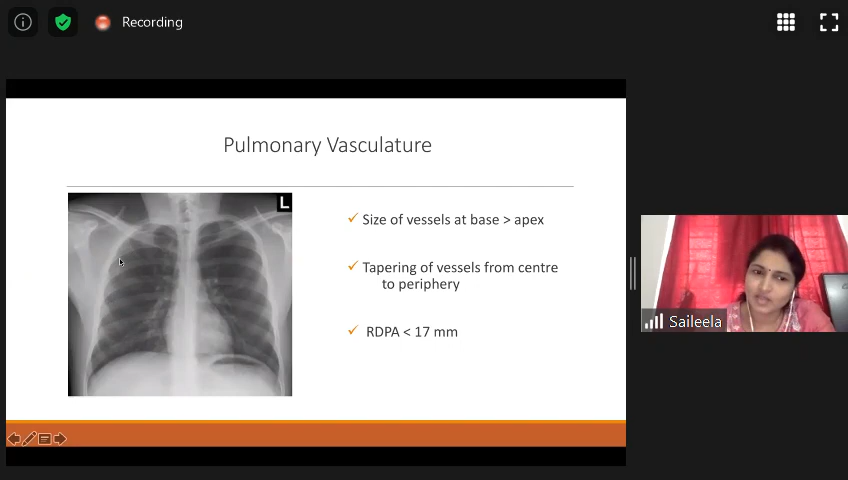 Recording
Pulmonary Vasculature
L
✓ Size of vessels at base > apex
✓ Tapering of vessels from centre
to periphery
✓ RDPA < 17 mm
Saileela